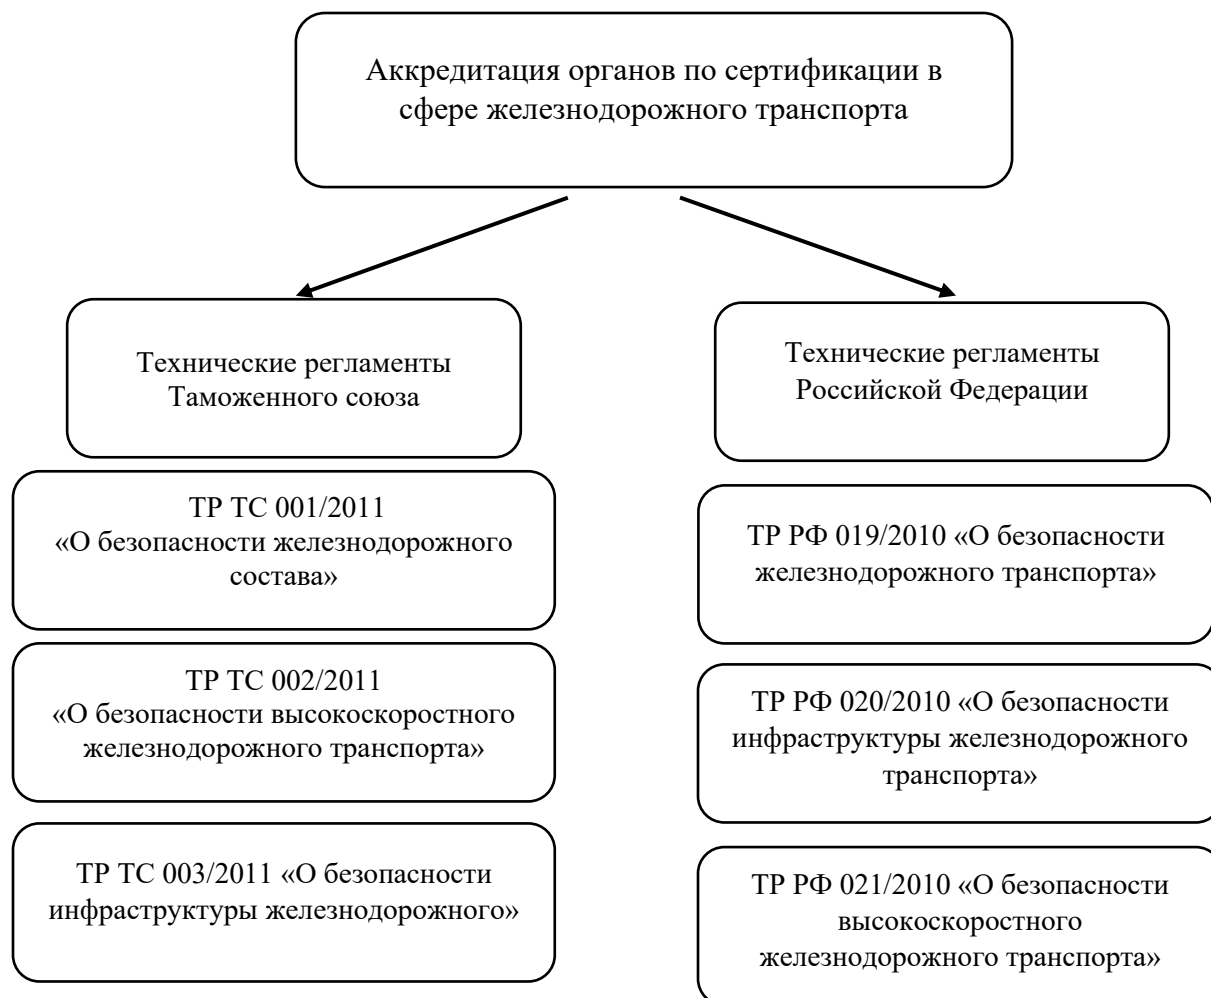 Аккредитация органов по сертификации в
сфере железнодорожного транспорта
Технические регламенты
Таможенного союза
ТР ТС 001/2011
«О безопасности железнодорожного
состава»
ТР ТС 002/2011
«О безопасности высокоскоростного
железнодорожного транспорта»
ТР ТС 003/2011 «О безопасности
инфраструктуры железнодорожного»
Технические регламенты
Российской Федерации
ТР РФ 019/2010 «О безопасности
железнодорожного транспорта»
ТР РФ 020/2010 «О безопасности
инфраструктуры железнодорожного
транспорта»
ТР РФ 021/2010 «О безопасности
высокоскоростного
железнодорожного транспорта»